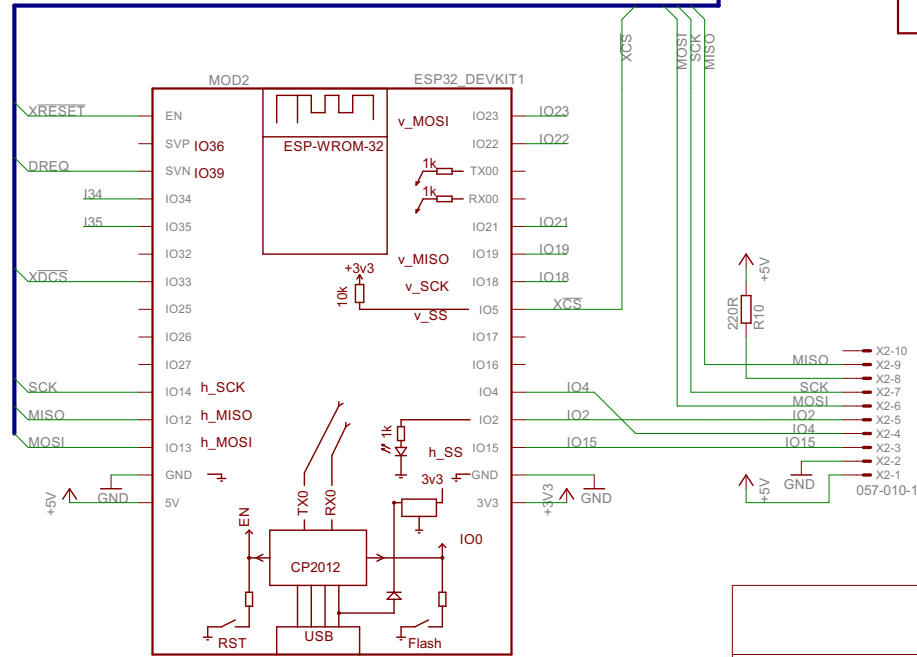 XCS
MOSI
SCK
MISO
MOD2
ESP32_DEVKIT1
XRESET
EN
SVP IO36
DREQ
SVN IO39
I34
IO34
I35
IO35
IO32
XDCS
IO33
IO25
IO26
IO27
SCK
IO14 h_SCK
MISO
IO12 h_MISO
MOSI
IO13 h_MOSI
GND
GND
+5V
5V
ESP-WROM-32
v_MOSI
IO23
IO23
IO22
IO22
1k
TX00
1k
RX00
IO21
IO21
IO19
IO19
v_MISO
IO18
IO18
+3v3
10k
v_SCK
v_SS
IO5
XCS
IO17
IO16
IO4
IO4
IO2
IO2
1k
IO15
IO15
h_SS
GND
GND
3v3
3V3
+3V3
TX0
RX0
EN
IO0
CP2012
RST
USB
Flash
+5V
220R
R10
X2-10
MISO
X2-9
X2-8
SCK
X2-7
MOSI
X2-6
IO2
X2-5
IO4
X2-4
IO15
X2-3
X2-2
GND
X2-1
+5V
057-010-1